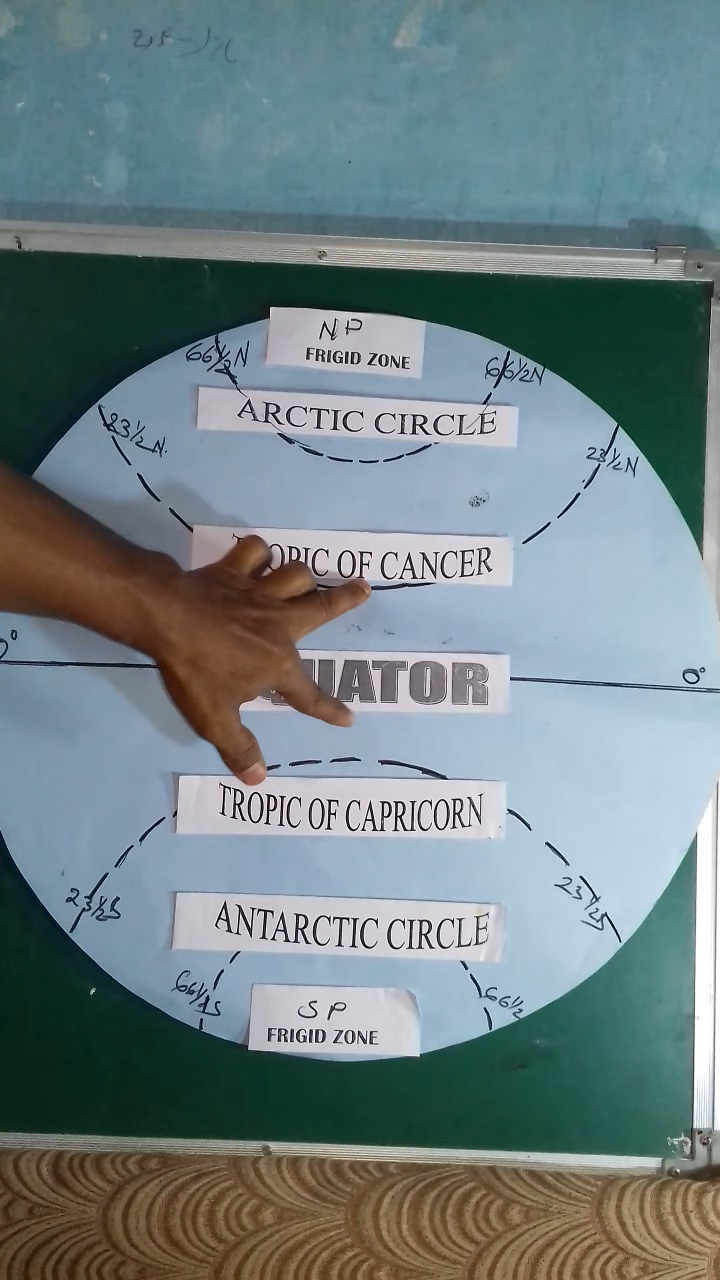 NP
66½N
FRIGID ZONE
66½N
ARCTIC CIRCLE
23½N
23½N
TROPIC OF CANCER
0°
UATOR
0°
TROPIC OF CAPRICORN
23½S
23½S
ANTARCTIC CIRCLE
66½S
66½
SP
FRIGID ZONE